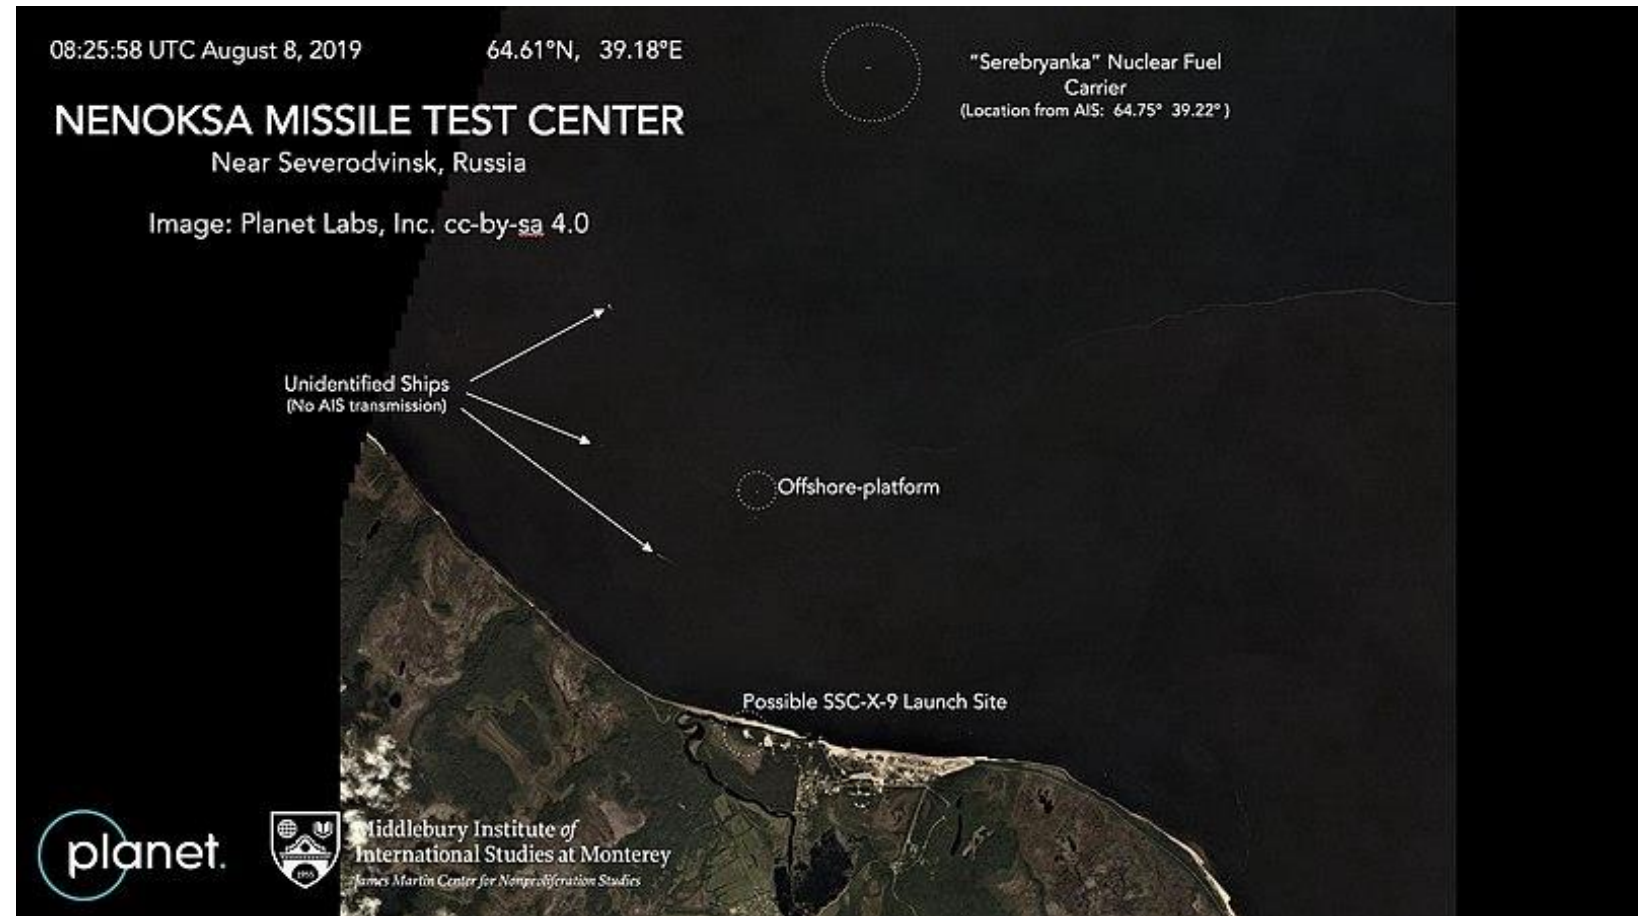 08:25:58 UTC August 8, 2019 64.61°N, 39.18°E
NENOKSA MISSILE TEST CENTER
Near Severodvinsk, Russia
Image: Planet Labs, Inc. cc-by-sa 4.0
"Serebryanka" Nuclear Fuel
Carrier
(Location from AIS: 64.75° 39.22° )
Unidentified Ships
(No AIS transmission)
Offshore-platform
Possible SSC-X-9 Launch Site
planet.
1955
Middlebury Institute of
International Studies at Monterey
James Martin Center for Nonproliferation Studies